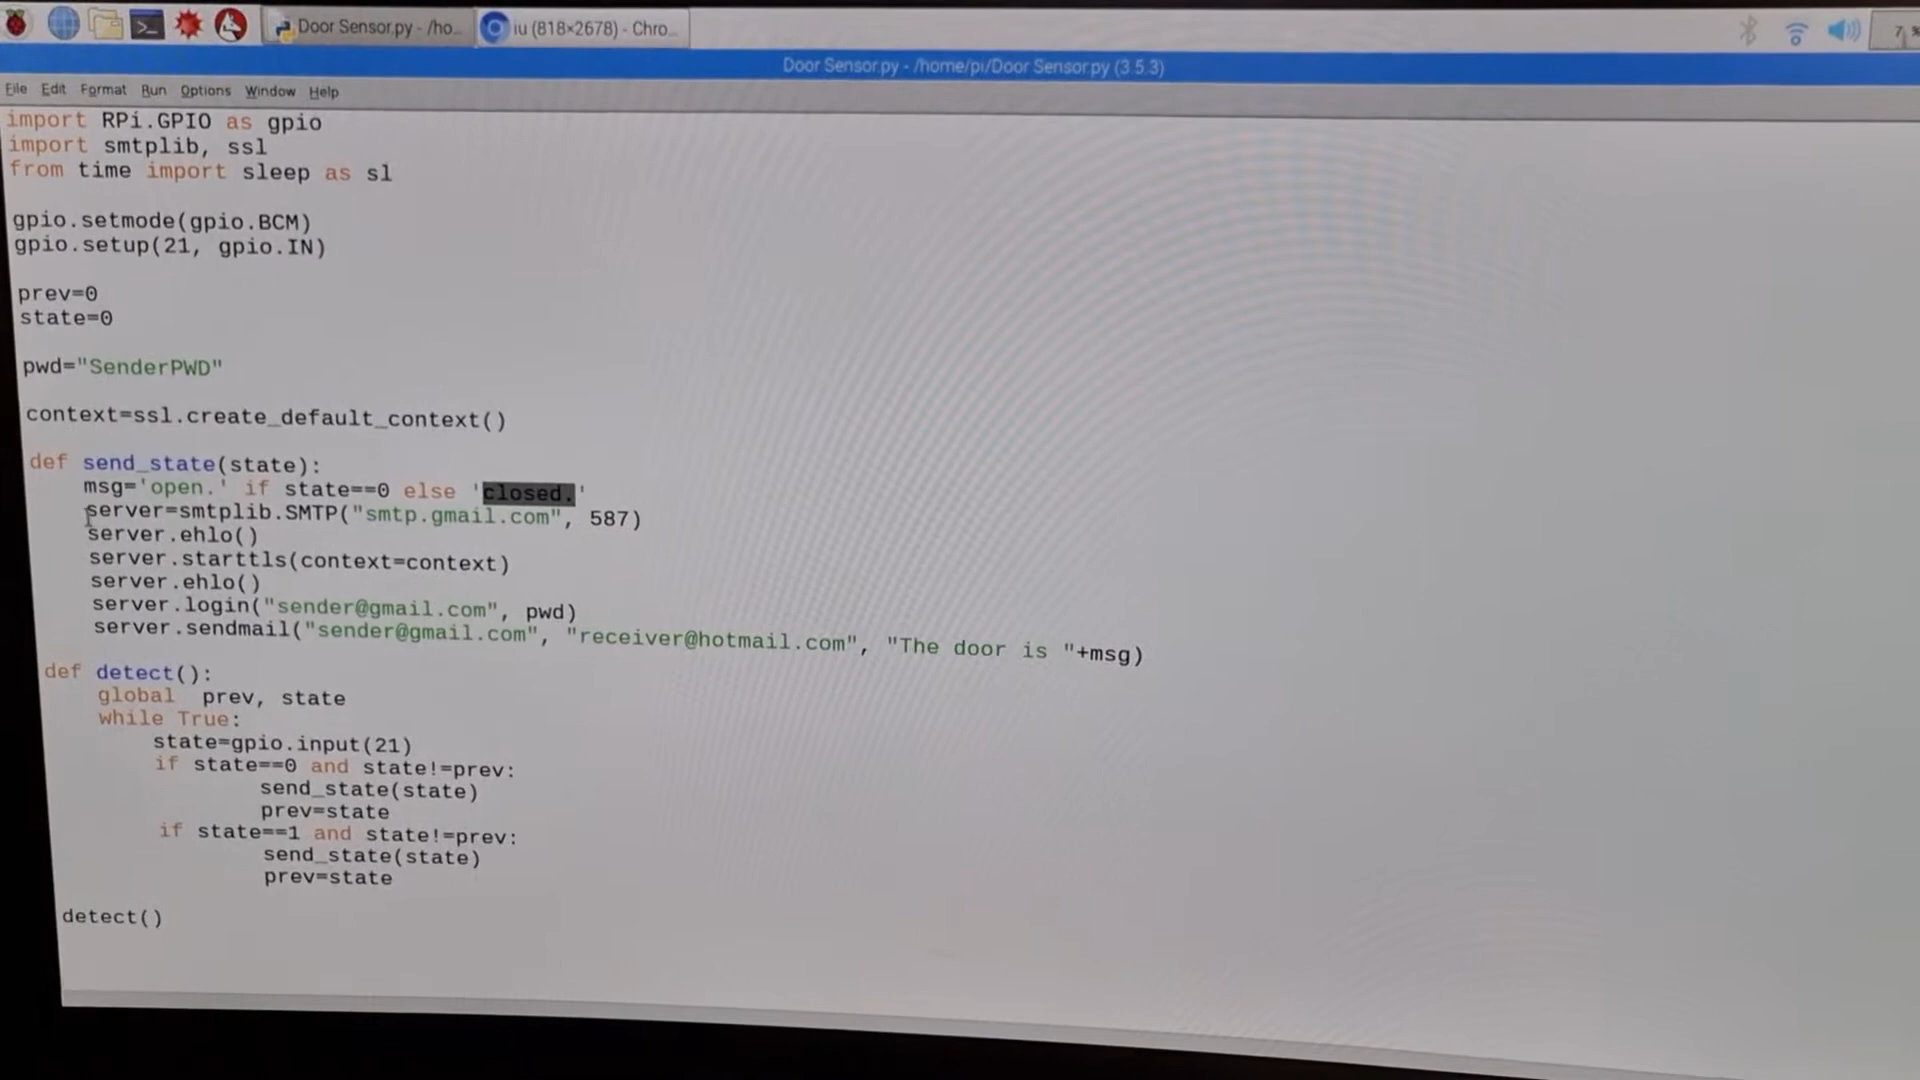 Door Sensor.py - /ho...
iu (818×2678) - Chro...
7 %
Door Sensor.py - /home/pi/Door Sensor.py (3.5.3)
File Edit Format Run Options Window Help
import RPi.GPIO as gpio
import smtplib, ssl
from time import sleep as sl
gpio.setmode(gpio.BCM)
gpio.setup(21, gpio.IN)
prev=0
state=0
pwd="SenderPWD"
context=ssl.create_default_context()
def send_state(state):
msg='open.' if state==0 else 'closed.'
server=smtplib.SMTP("smtp.gmail.com", 587)
server.ehlo()
server.starttls(context=context)
server.ehlo()
server.login("sender@gmail.com", pwd)
server.sendmail("sender@gmail.com", "receiver@hotmail.com", "The door is "+msg)
def detect():
global prev, state
while True:
state=gpio.input(21)
if state==0 and state!=prev:
send_state(state)
prev=state
if state==1 and state!=prev:
send_state(state)
prev=state
detect()